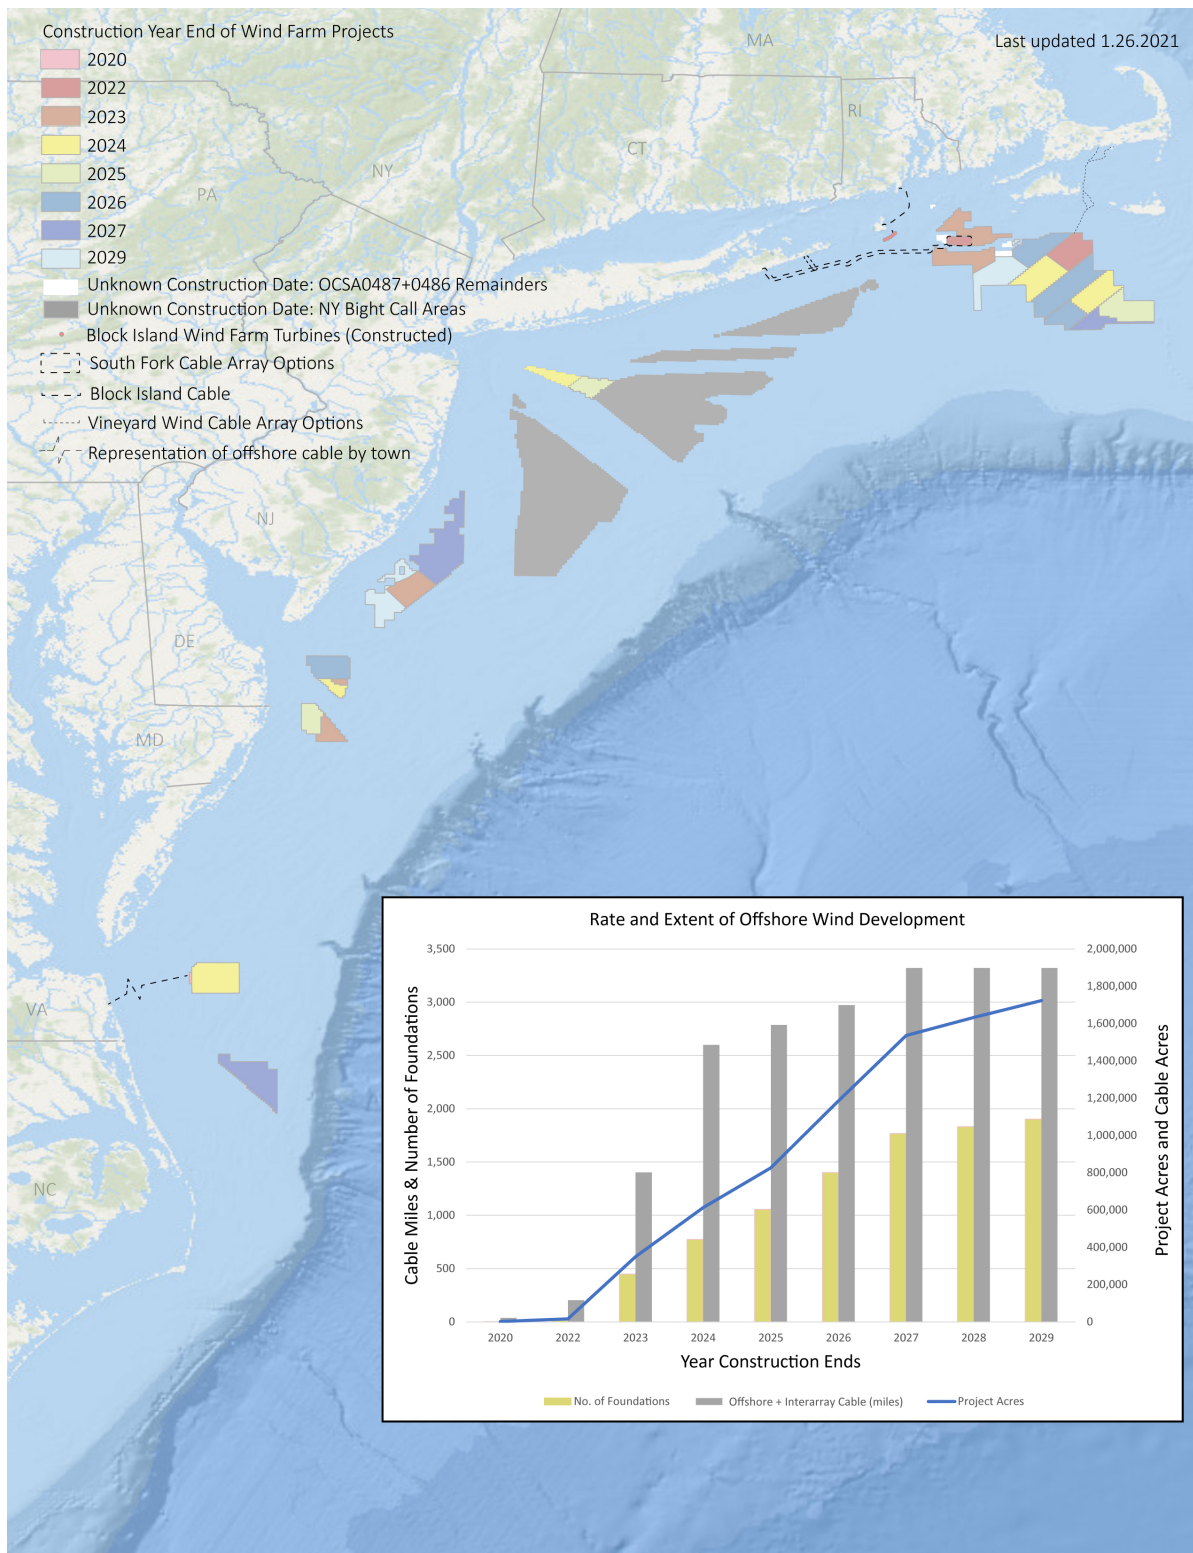 Construction Year End of Wind Farm Projects
Last updated 1.26.2021
2020
2022
2023
2024
2025
2026
2027
2029
Unknown Construction Date: OCSA0487+0486 Remainders
Unknown Construction Date: NY Bight Call Areas
Block Island Wind Farm Turbines (Constructed)
South Fork Cable Array Options
Block Island Cable
Vineyard Wind Cable Array Options
Representation of offshore cable by town
MA
RI
CT
NY
PA
NJ
DE
MD
VA
NC
Rate and Extent of Offshore Wind Development
Cable Miles & Number of Foundations
3,500
3,000
2,500
2,000
1,500
1,000
500
0
2,000,000
1,800,000
1,600,000
1,400,000
1,200,000
1,000,000
800,000
600,000
400,000
200,000
0
Project Acres and Cable Acres
2020 2022 2023 2024 2025 2026 2027 2028 2029
Year Construction Ends
No. of Foundations Offshore + Interarray Cable (miles) Project Acres